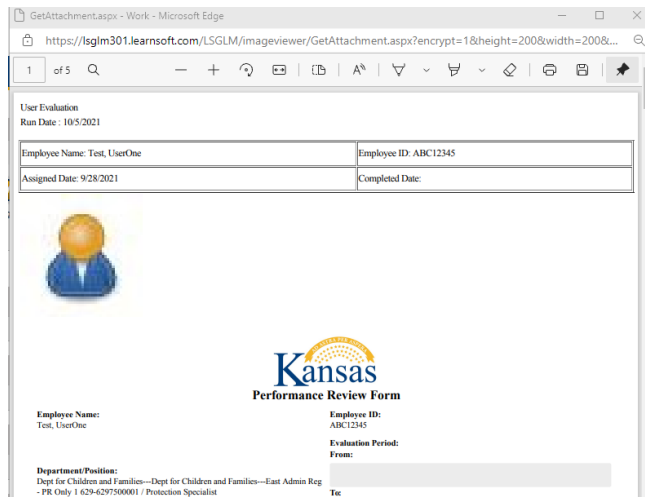 GetAttachment.aspx - Work - Microsoft Edge
https://lsglm301.learnsoft.com/LSGLM/imageviewer/GetAttachment.aspx?encrypt=1&height=200&width=200&...
1 of 5
User Evaluation
Run Date : 10/5/2021
Employee Name: Test, UserOne Employee ID: ABC12345
Assigned Date: 9/28/2021 Completed Date:
Kansas
Performance Review Form
Employee Name: Employee ID:
Test, UserOne ABC12345
Evaluation Period:
From:
Department/Position:
Dept for Children and Families---Dept for Children and Families---East Admin Reg
- PR Only 1 629-6297500001 / Protection Specialist To: